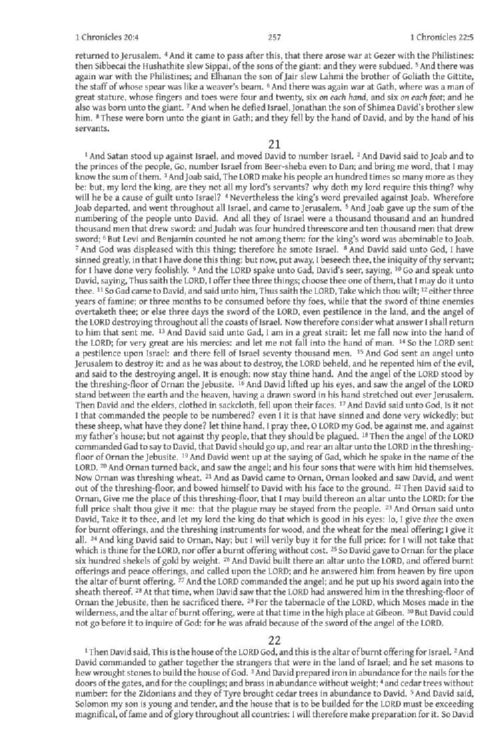 1 Chronicles 20:4 257 1 Chronicles 22:5
returned to Jerusalem. 4 And it came to pass after this, that there arose war at Gezer with the Philistines:
then Sibbecai the Hushathite slew Sippai, of the sons of the giant: and they were subdued. 5 And there was
again war with the Philistines; and Elhanan the son of Jair slew Lahmi the brother of Goliath the Gittite,
the staff of whose spear was like a weaver's beam. 6 And there was again war at Gath, where was a man of
great stature, whose fingers and toes were four and twenty, six on each hand, and six on each foot; and he
also was born unto the giant. 7 And when he defied Israel, Jonathan the son of Shimea David's brother slew
him. 8 These were born unto the giant in Gath; and they fell by the hand of David, and by the hand of his
servants.
21
1 And Satan stood up against Israel, and moved David to number Israel. 2 And David said to Joab and to
the princes of the people, Go, number Israel from Beer-sheba even to Dan; and bring me word, that I may
know the sum of them. 3 And Joab said, The LORD make his people an hundred times so many more as they
be: but, my lord the king, are they not all my lord's servants? why doth my lord require this thing? why
will he be a cause of guilt unto Israel? 4 Nevertheless the king's word prevailed against Joab. Wherefore
Joab departed, and went throughout all Israel, and came to Jerusalem. 5 And Joab gave up the sum of the
numbering of the people unto David. And all they of Israel were a thousand thousand and an hundred
thousand men that drew sword: and Judah was four hundred threescore and ten thousand men that drew
sword; 6 But Levi and Benjamin counted he not among them: for the king's word was abominable to Joab.
7 And God was displeased with this thing; therefore he smote Israel. 8 And David said unto God, I have
sinned greatly, in that I have done this thing: but now, put away, I beseech thee, the iniquity of thy servant;
for I have done very foolishly. 9 And the LORD spake unto Gad, David's seer, saying, 10 Go and speak unto
David, saying, Thus saith the LORD, I offer thee three things; choose thee one of them, that I may do it unto
thee. 11 So Gad came to David, and said unto him, Thus saith the LORD, Take which thou wilt; 12 either three
years of famine; or three months to be consumed before thy foes, while that the sword of thine enemies
overtaketh thee; or else three days the sword of the LORD, even pestilence in the land, and the angel of
the LORD destroying throughout all the coasts of Israel. Now therefore consider what answer I shall return
to him that sent me. 13 And David said unto Gad, I am in a great strait: let me fall now into the hand of
the LORD; for very great are his mercies: and let me not fall into the hand of man. 14 So the LORD sent
a pestilence upon Israel: and there fell of Israel seventy thousand men. 15 And God sent an angel unto
Jerusalem to destroy it: and as he was about to destroy, the LORD beheld, and he repented him of the evil,
and said to the destroying angel, It is enough; now stay thine hand. And the angel of the LORD stood by
the threshing-floor of Ornan the Jebusite. 16 And David lifted up his eyes, and saw the angel of the LORD
stand between the earth and the heaven, having a drawn sword in his hand stretched out over Jerusalem.
Then David and the elders, clothed in sackcloth, fell upon their faces. 17 And David said unto God, Is it not
I that commanded the people to be numbered? even I it is that have sinned and done very wickedly; but
these sheep, what have they done? let thine hand, I pray thee, O LORD my God, be against me, and against
my father's house; but not against thy people, that they should be plagued. 18 Then the angel of the LORD
commanded Gad to say to David, that David should go up, and rear an altar unto the LORD in the threshing-
floor of Ornan the Jebusite. 19 And David went up at the saying of Gad, which he spake in the name of the
LORD. 20 And Ornan turned back, and saw the angel; and his four sons that were with him hid themselves.
Now Ornan was threshing wheat. 21 And as David came to Ornan, Ornan looked and saw David, and went
out of the threshing-floor, and bowed himself to David with his face to the ground. 22 Then David said to
Ornan, Give me the place of this threshing-floor, that I may build thereon an altar unto the LORD: for the
full price shalt thou give it me: that the plague may be stayed from the people. 23 And Ornan said unto
David, Take it to thee, and let my lord the king do that which is good in his eyes: lo, I give thee the oxen
for burnt offerings, and the threshing instruments for wood, and the wheat for the meal offering; I give it
all. 24 And king David said to Ornan, Nay; but I will verily buy it for the full price: for I will not take that
which is thine for the LORD, nor offer a burnt offering without cost. 25 So David gave to Ornan for the place
six hundred shekels of gold by weight. 26 And David built there an altar unto the LORD, and offered burnt
offerings and peace offerings, and called upon the LORD; and he answered him from heaven by fire upon
the altar of burnt offering. 27 And the LORD commanded the angel; and he put up his sword again into the
sheath thereof. 28 At that time, when David saw that the LORD had answered him in the threshing-floor of
Ornan the Jebusite, then he sacrificed there. 29 For the tabernacle of the LORD, which Moses made in the
wilderness, and the altar of burnt offering, were at that time in the high place at Gibeon. 30 But David could
not go before it to inquire of God: for he was afraid because of the sword of the angel of the LORD.
22
1 Then David said, This is the house of the LORD God, and this is the altar of burnt offering for Israel. 2 And
David commanded to gather together the strangers that were in the land of Israel; and he set masons to
hew wrought stones to build the house of God. 3 And David prepared iron in abundance for the nails for the
doors of the gates, and for the couplings; and brass in abundance without weight; 4 and cedar trees without
number: for the Zidonians and they of Tyre brought cedar trees in abundance to David. 5 And David said,
Solomon my son is young and tender, and the house that is to be builded for the LORD must be exceeding
magnifical, of fame and of glory throughout all countries: I will therefore make preparation for it. So David